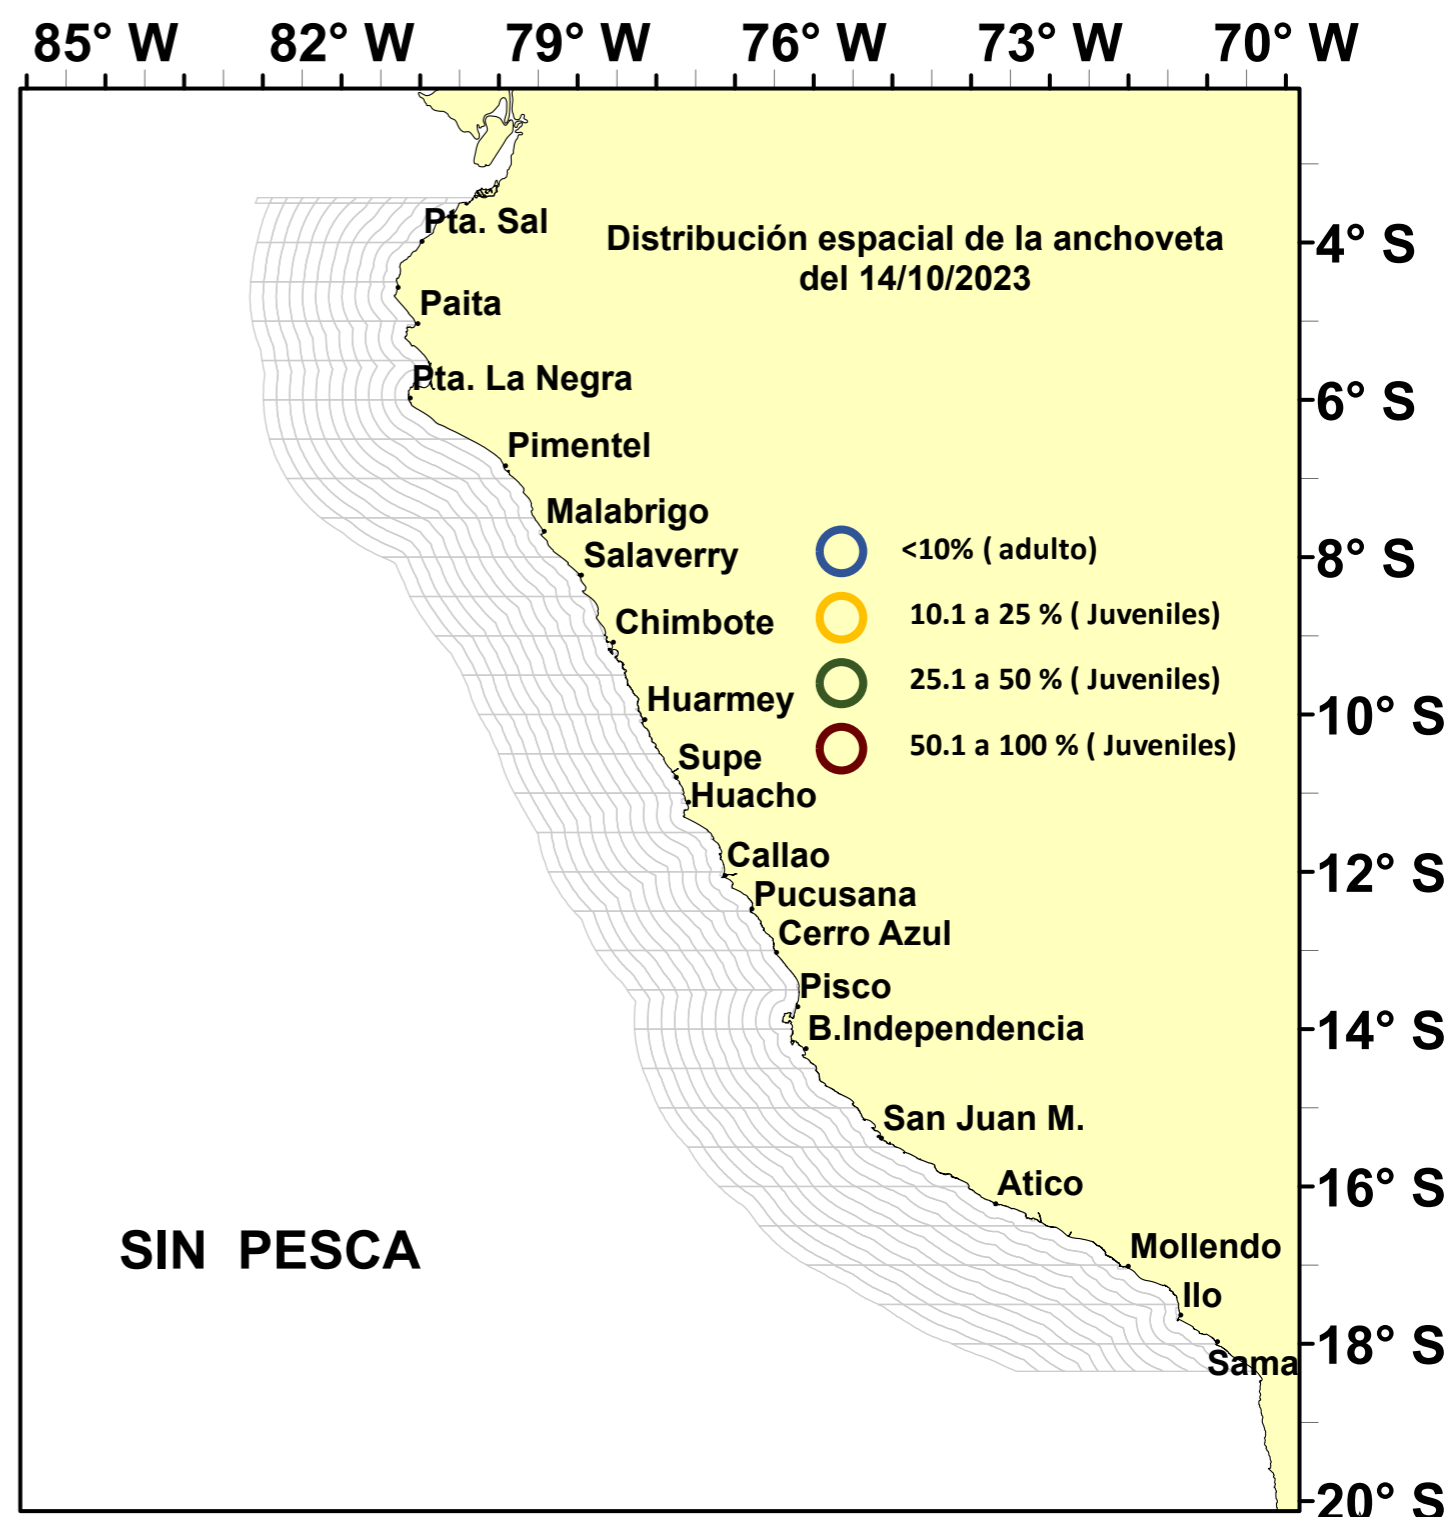 85° W 82° W 79° W 76° W 73° W 70° W
Distribución espacial de la anchoveta
del 14/10/2023
4° S
6° S
8° S
10° S
12° S
14° S
16° S
18° S
20° S
Pta. Sal
Paita
Pta. La Negra
Pimentel
Malabrigo
Salaverry
Chimbote
Huarmey
Supe
Huacho
Callao
Pucusana
Cerro Azul
Pisco
B.Independencia
San Juan M.
Atico
Mollendo
Ilo
Sama
<10% ( adulto)
10.1 a 25 % ( Juveniles)
25.1 a 50 % ( Juveniles)
50.1 a 100 % ( Juveniles)
SIN PESCA